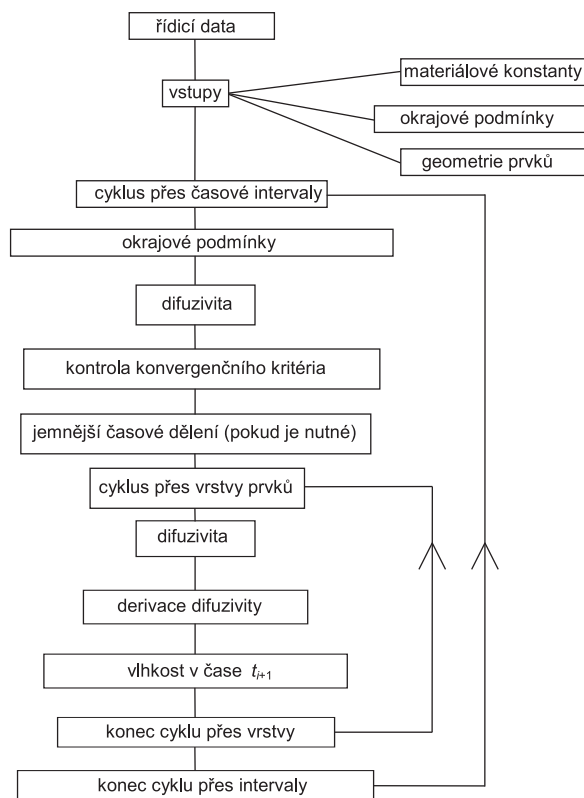 řídicí data
vstupy
materiálové konstanty
okrajové podmínky
geometrie prvků
cyklus přes časové intervaly
okrajové podmínky
difuzivita
kontrola konvergenčního kritéria
jemnější časové dělení (pokud je nutné)
cyklus přes vrstvy prvků
difuzivita
derivace difuzivity
vlhkost v čase t_{i+1}
konec cyklu přes vrstvy
konec cyklu přes intervaly